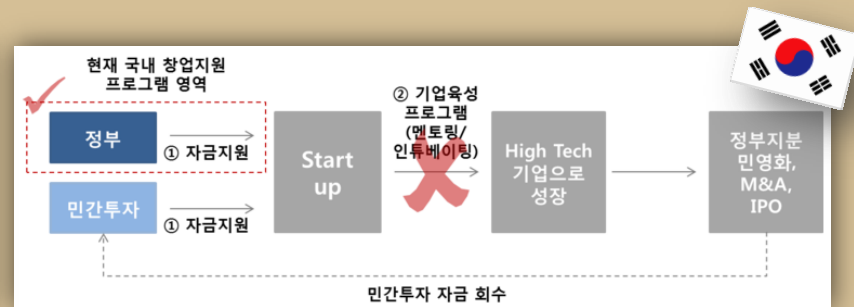 현재 국내 창업지원
프로그램 영역
정부
① 자금지원
민간투자
① 자금지원
Start
up
② 기업육성
프로그램
(멘토링/
인튜베이팅)
High Tech
기업으로
성장
정부지분
민영화,
M&A,
IPO
민간투자 자금 회수